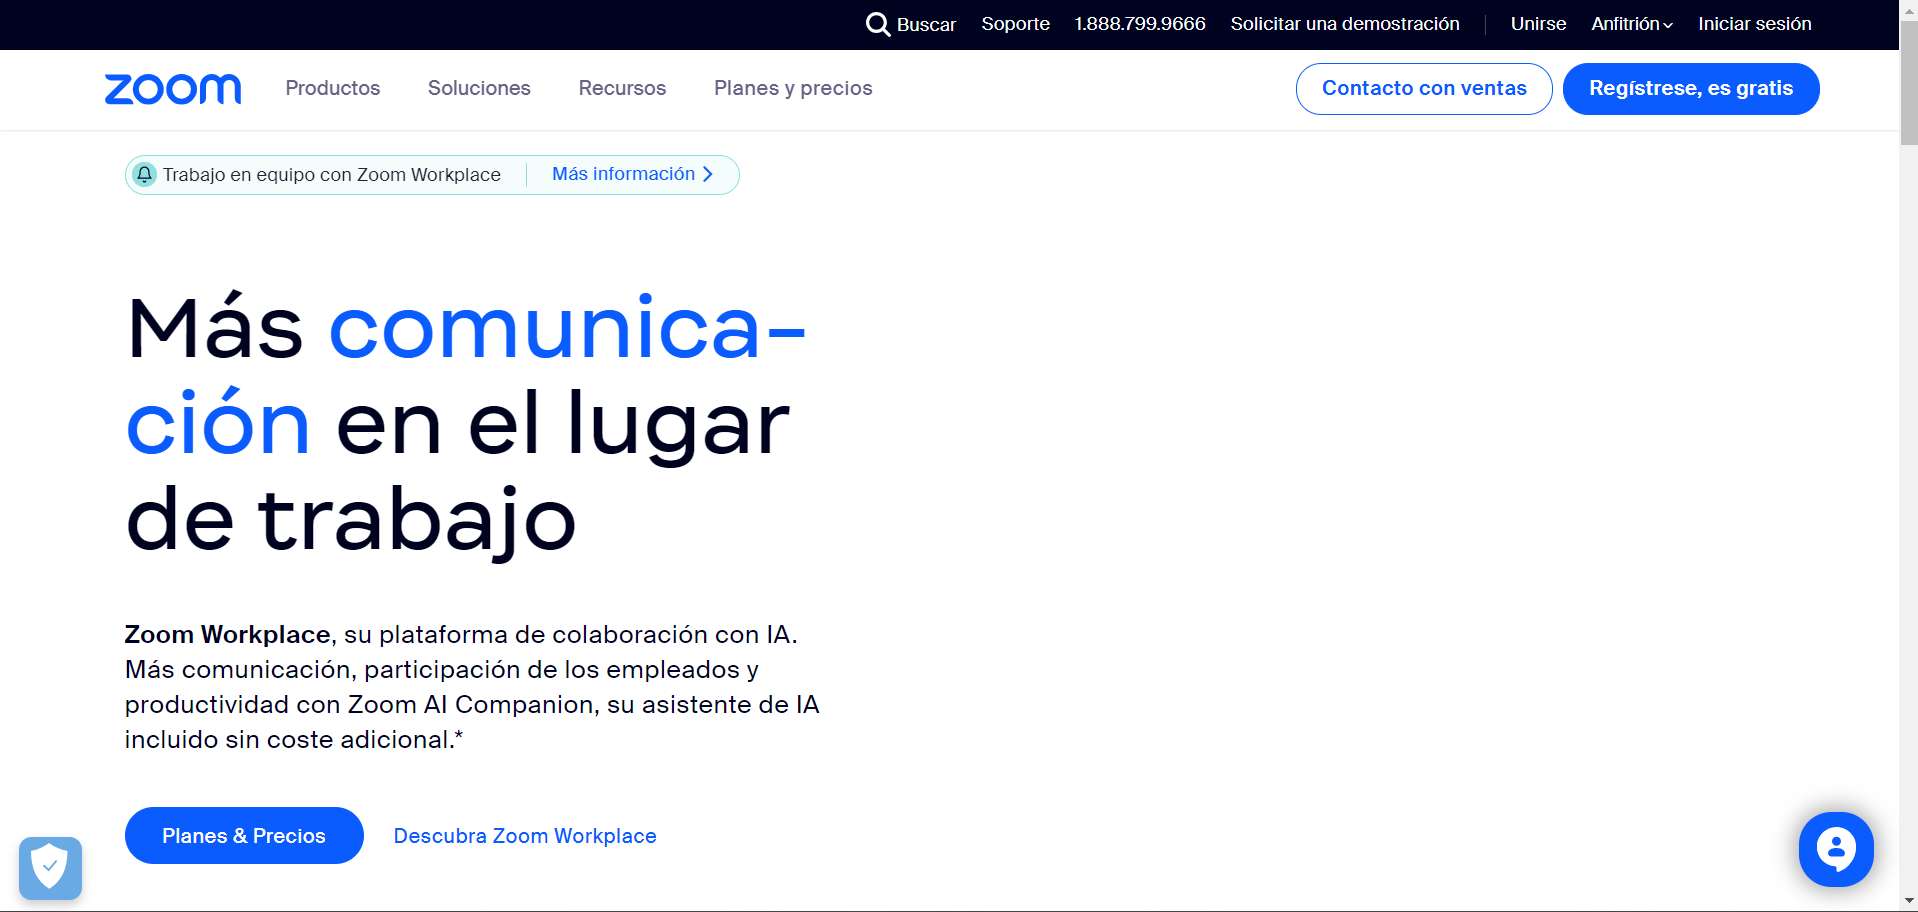 Buscar Soporte 1.888.799.9666 Solicitar una demostración Unirse Anfitrión Iniciar sesión
zoom Productos Soluciones Recursos Planes y precios Contacto con ventas Regístrese, es gratis
Trabajo en equipo con Zoom Workplace Más información
Más comunica-
ción en el lugar
de trabajo
Zoom Workplace, su plataforma de colaboración con IA.
Más comunicación, participación de los empleados y
productividad con Zoom AI Companion, su asistente de IA
incluido sin coste adicional.*
Planes & Precios Descubra Zoom Workplace